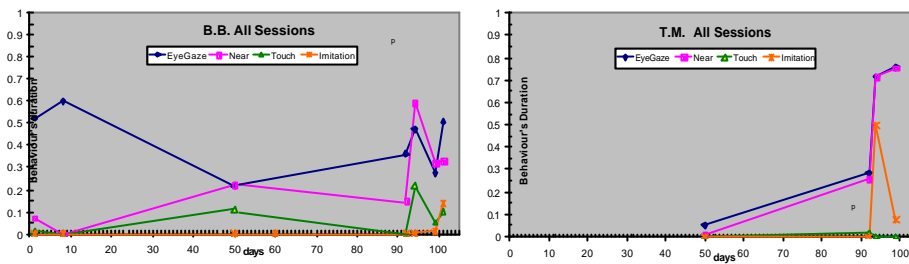 B.B. All Sessions
P
EyeGaze Near Touch Imitation
Behaviour's Duration
1
0.9
0.8
0.7
0.6
0.5
0.4
0.3
0.2
0.1
0
0 10 20 30 40 50 60 70 80 90 100
days
T.M. All Sessions
P
EyeGaze Near Touch Imitation
Behaviour's Duration
1
0.9
0.8
0.7
0.6
0.5
0.4
0.3
0.2
0.1
0
0 10 20 30 40 50 60 70 80 90 100
P
days